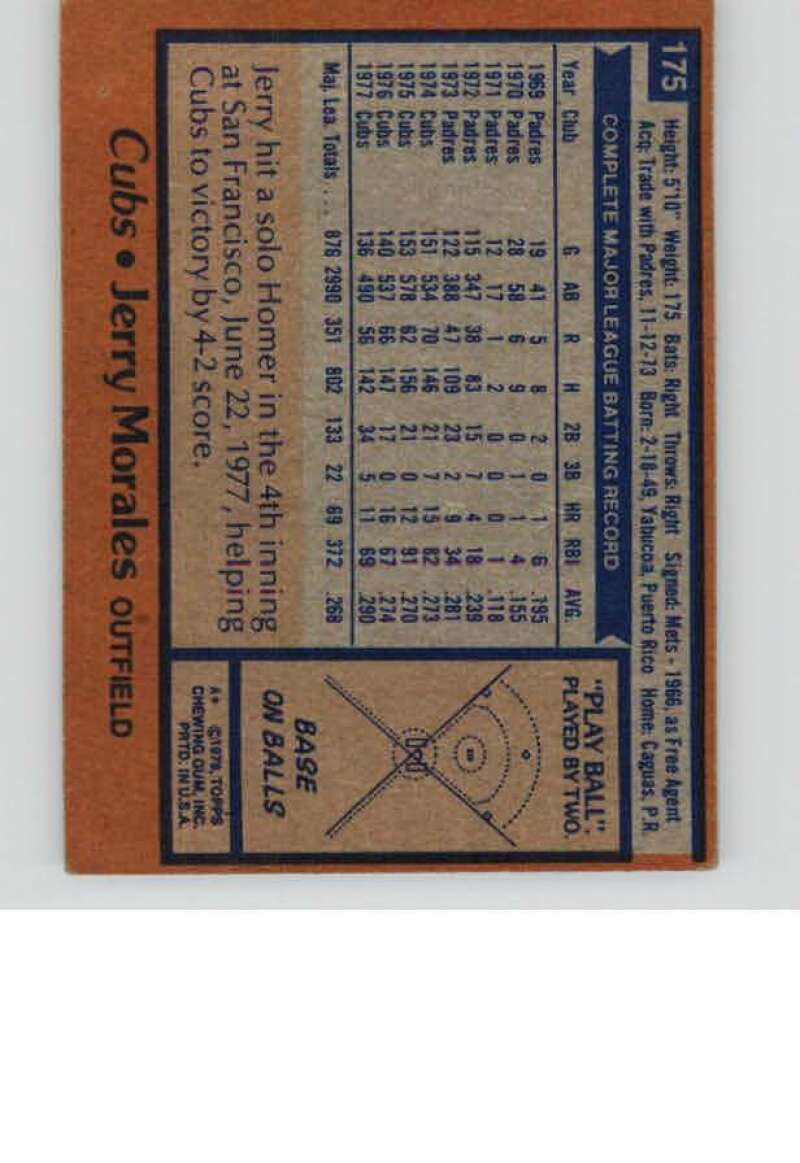 175
Height: 5'10" Weight: 175 Bats: Right Throws: Right Signed: Mets - 1966, as Free Agent
Acq: Trade with Padres, 11-12-73 Born: 2-18-49, Yabucoa, Puerto Rico Home: Caguas, P.R.
COMPLETE MAJOR LEAGUE BATTING RECORD
Year Club G AB R H 2B 3B HR RBI AVG.
1969 Padres 19 41 5 8 2 0 1 6 .195
1970 Padres 28 58 6 9 0 1 1 4 .155
1971 Padres 12 17 1 2 0 0 0 1 .118
1972 Padres 115 347 38 83 15 7 4 18 .239
1973 Padres 122 388 47 109 23 2 9 34 .281
1974 Cubs 151 534 70 146 21 7 15 82 .273
1975 Cubs 153 578 62 156 21 0 12 91 .270
1976 Cubs 140 537 66 147 17 0 16 67 .274
1977 Cubs 136 490 56 142 34 5 11 69 .290
Maj. Lea. Totals ... 876 2990 351 802 133 22 69 372 .268
Jerry hit a solo Homer in the 4th inning
at San Francisco, June 22, 1977, helping
Cubs to victory by 4-2 score.
"PLAY BALL".
PLAYED BY TWO.
BASE
ON BALLS
A* ©1978, TOPPS
CHEWING GUM, INC.
PRTD. IN U.S.A.
Cubs • Jerry Morales OUTFIELD